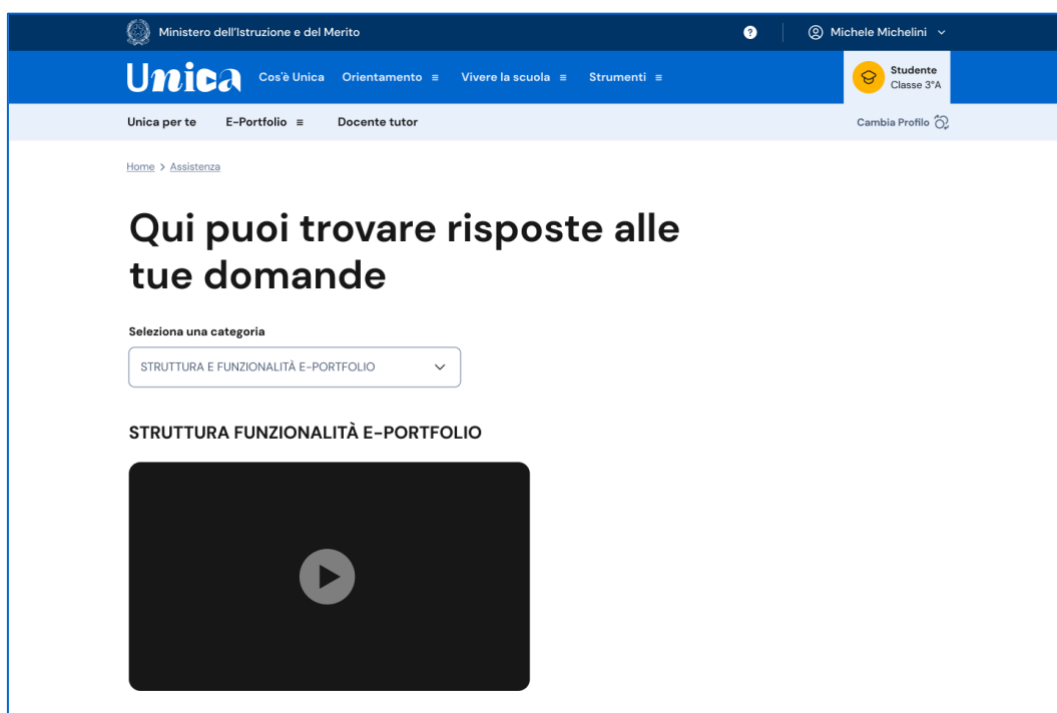 Ministero dell'Istruzione e del Merito
?
Michele Michelini
Unica
Cos'è Unica Orientamento Vivere la scuola Strumenti
Studente
Classe 3°A
Unica per te E-Portfolio Docente tutor
Cambia Profilo
Home > Assistenza
Qui puoi trovare risposte alle
tue domande
Seleziona una categoria
STRUTTURA E FUNZIONALITÀ E-PORTFOLIO
STRUTTURA FUNZIONALITÀ E-PORTFOLIO